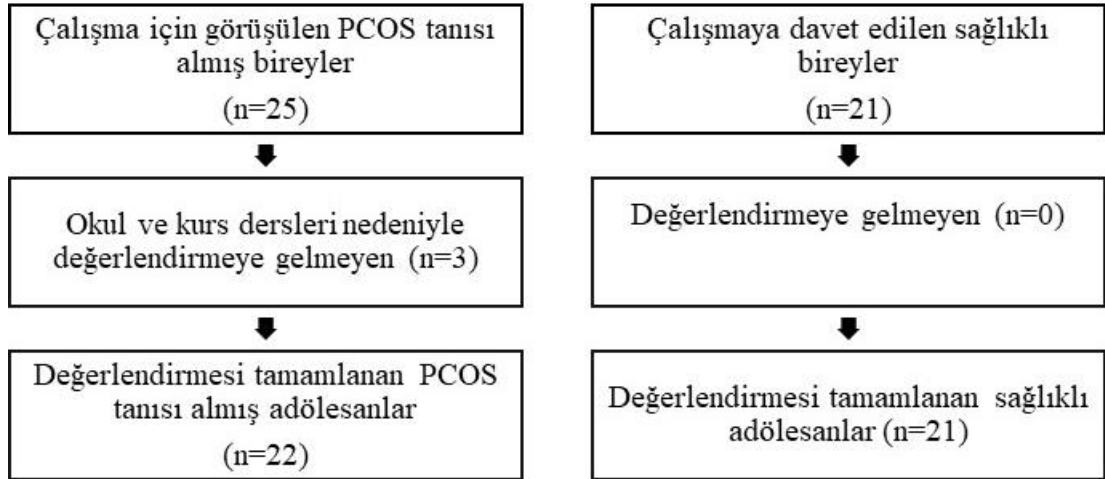 Çalışma için görüşülen PCOS tanısı
almış bireyler
(n=25)
Okul ve kurs dersleri nedeniyle
değerlendirmeye gelmeyen (n=3)
Değerlendirmesi tamamlanan PCOS
tanısı almış adölesanlar
(n=22)
Çalışmaya davet edilen sağlıklı
bireyler
(n=21)
Değerlendirmeye gelmeyen (n=0)
Değerlendirmesi tamamlanan sağlıklı
adölesanlar (n=21)